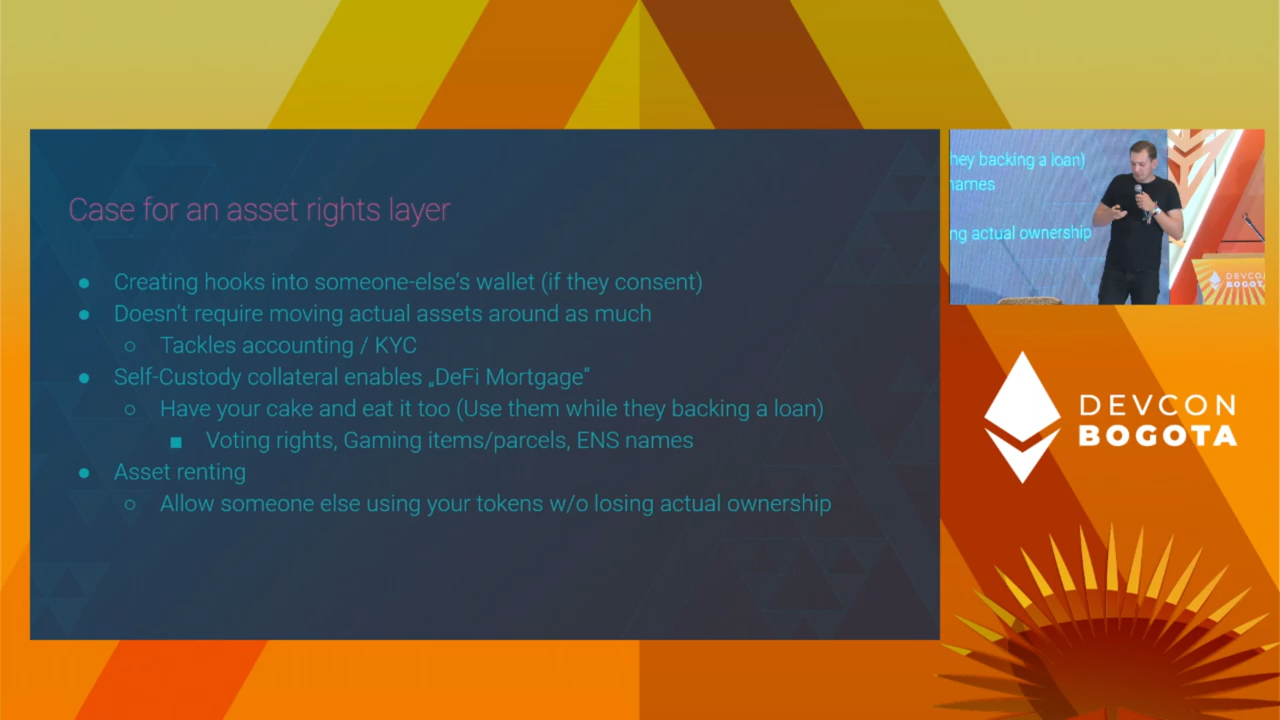 Case for an asset rights layer
● Creating hooks into someone-else's wallet (if they consent)
● Doesn't require moving actual assets around as much
○ Tackles accounting / KYC
● Self-Custody collateral enables „DeFi Mortgage"
○ Have your cake and eat it too (Use them while they backing a loan)
■ Voting rights, Gaming items/parcels, ENS names
● Asset renting
○ Allow someone else using your tokens w/o losing actual ownership
hey backing a loan)
names
ng actual ownership
DEVCON
BOGOTA
DEVCON
BOGOTA